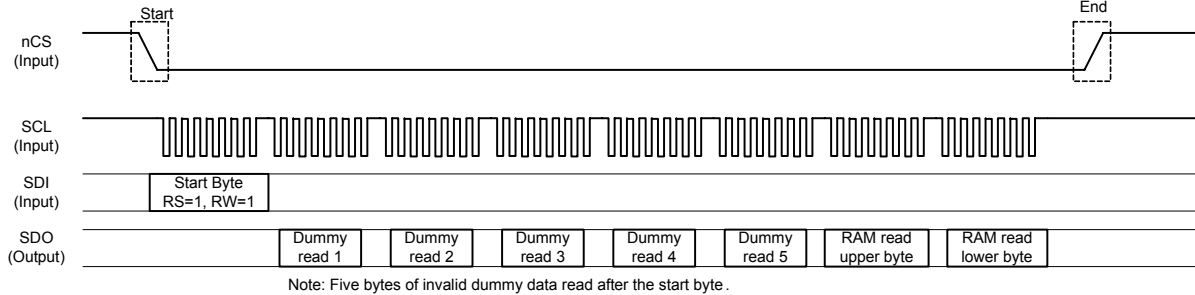 Start
End
nCS
(Input)
SCL
(Input)
SDI
(Input)
Start Byte
RS=1, RW=1
SDO
(Output)
Dummy
read 1
Dummy
read 2
Dummy
read 3
Dummy
read 4
Dummy
read 5
RAM read
upper byte
RAM read
lower byte
Note: Five bytes of invalid dummy data read after the start byte.